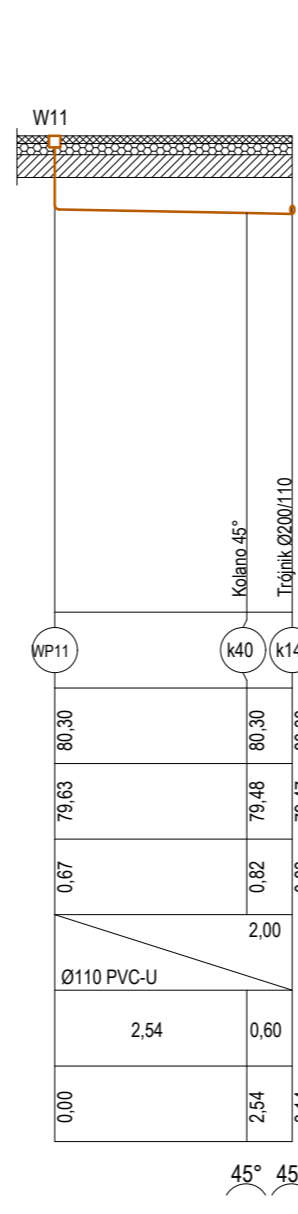 W11
Kolano 45°
Trójnik Ø200/110
WP11
k40
80,30
80,30
79,63
79,48
0,67
0,82
2,00
Ø110 PVC-U
2,54
0,60
0,00
2,54
45°